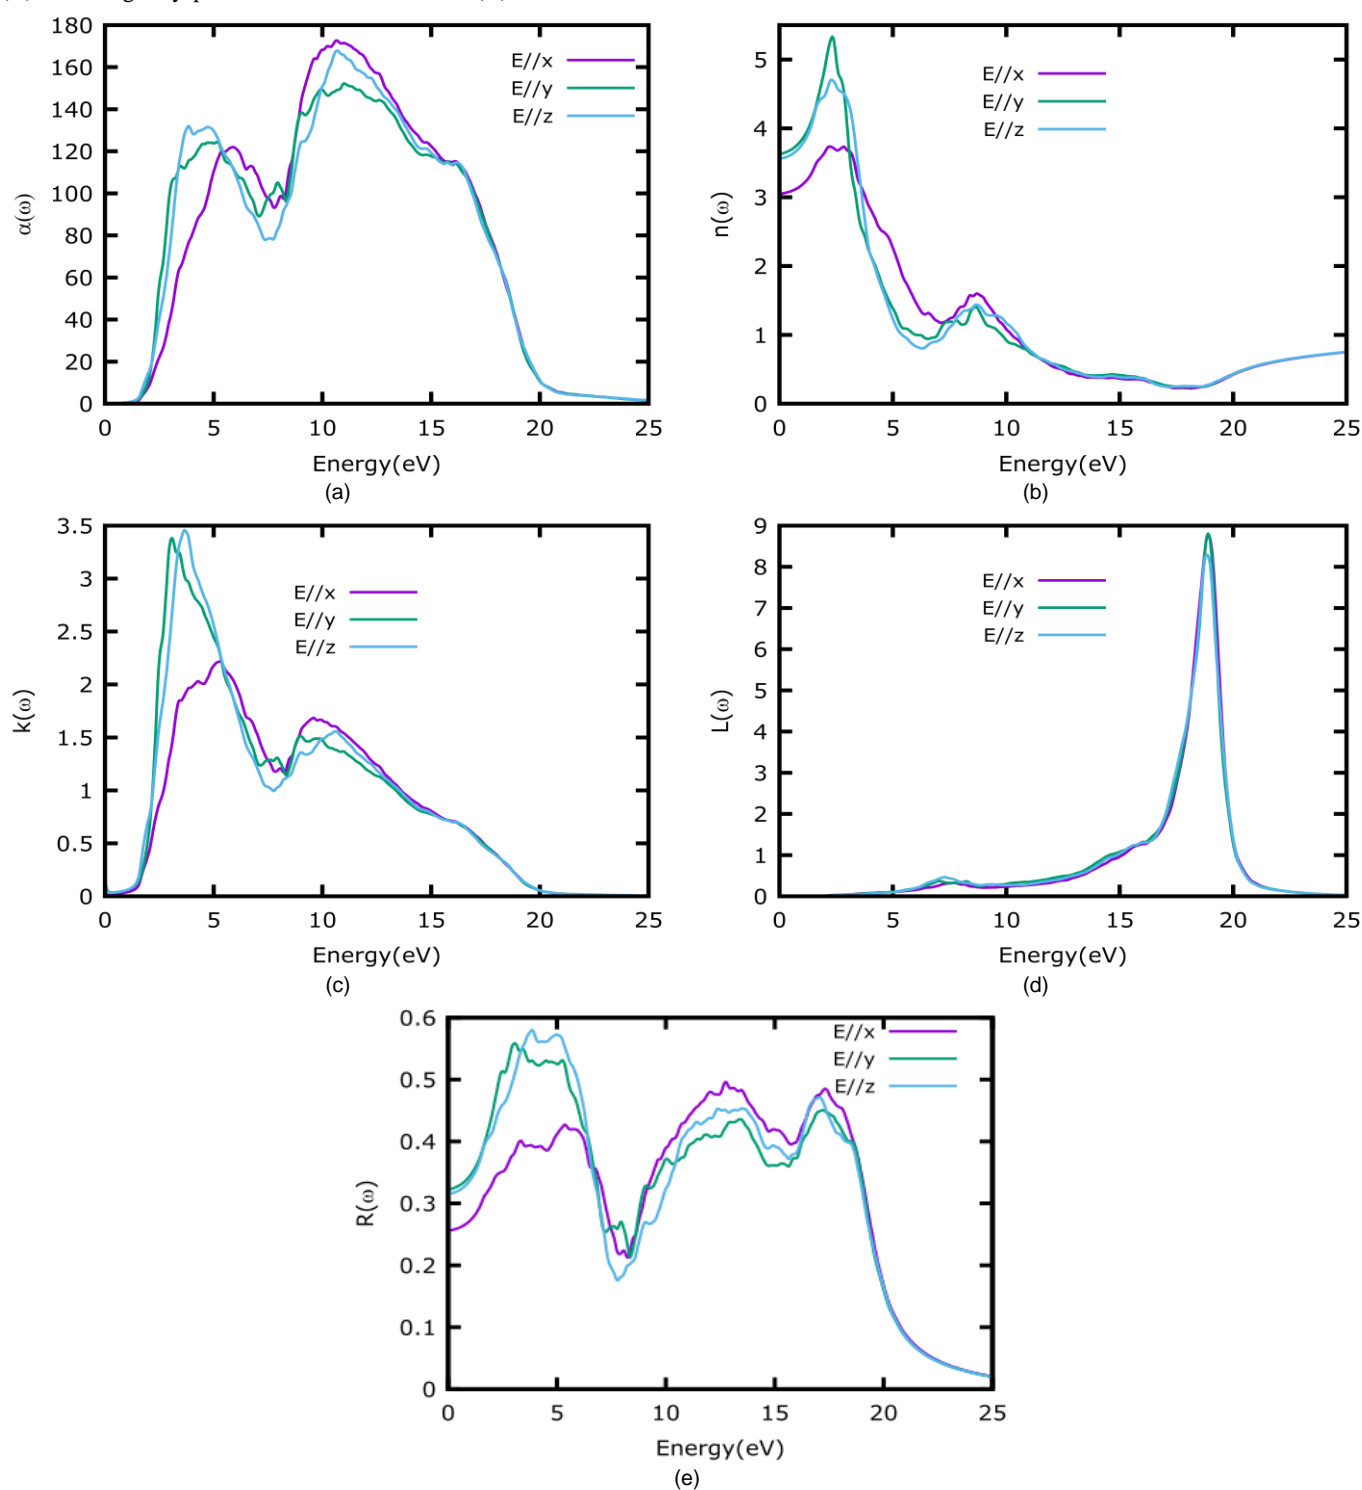 180
160
140
120
100
80
60
40
20
0
α(ω)
E//x
E//y
E//z
0 5 10 15 20 25
Energy(eV)
(a)
5
4
3
2
1
0
n(ω)
E//x
E//y
E//z
0 5 10 15 20 25
Energy(eV)
(b)
3.5
3
2.5
2
1.5
1
0.5
0
k(ω)
E//x
E//y
E//z
0 5 10 15 20 25
Energy(eV)
(c)
9
8
7
6
5
4
3
2
1
0
L(ω)
E//x
E//y
E//z
0 5 10 15 20 25
Energy(eV)
(d)
0.6
0.5
0.4
0.3
0.2
0.1
0
R(ω)
E//x
E//y
E//z
0 5 10 15 20 25
Energy(eV)
(e)